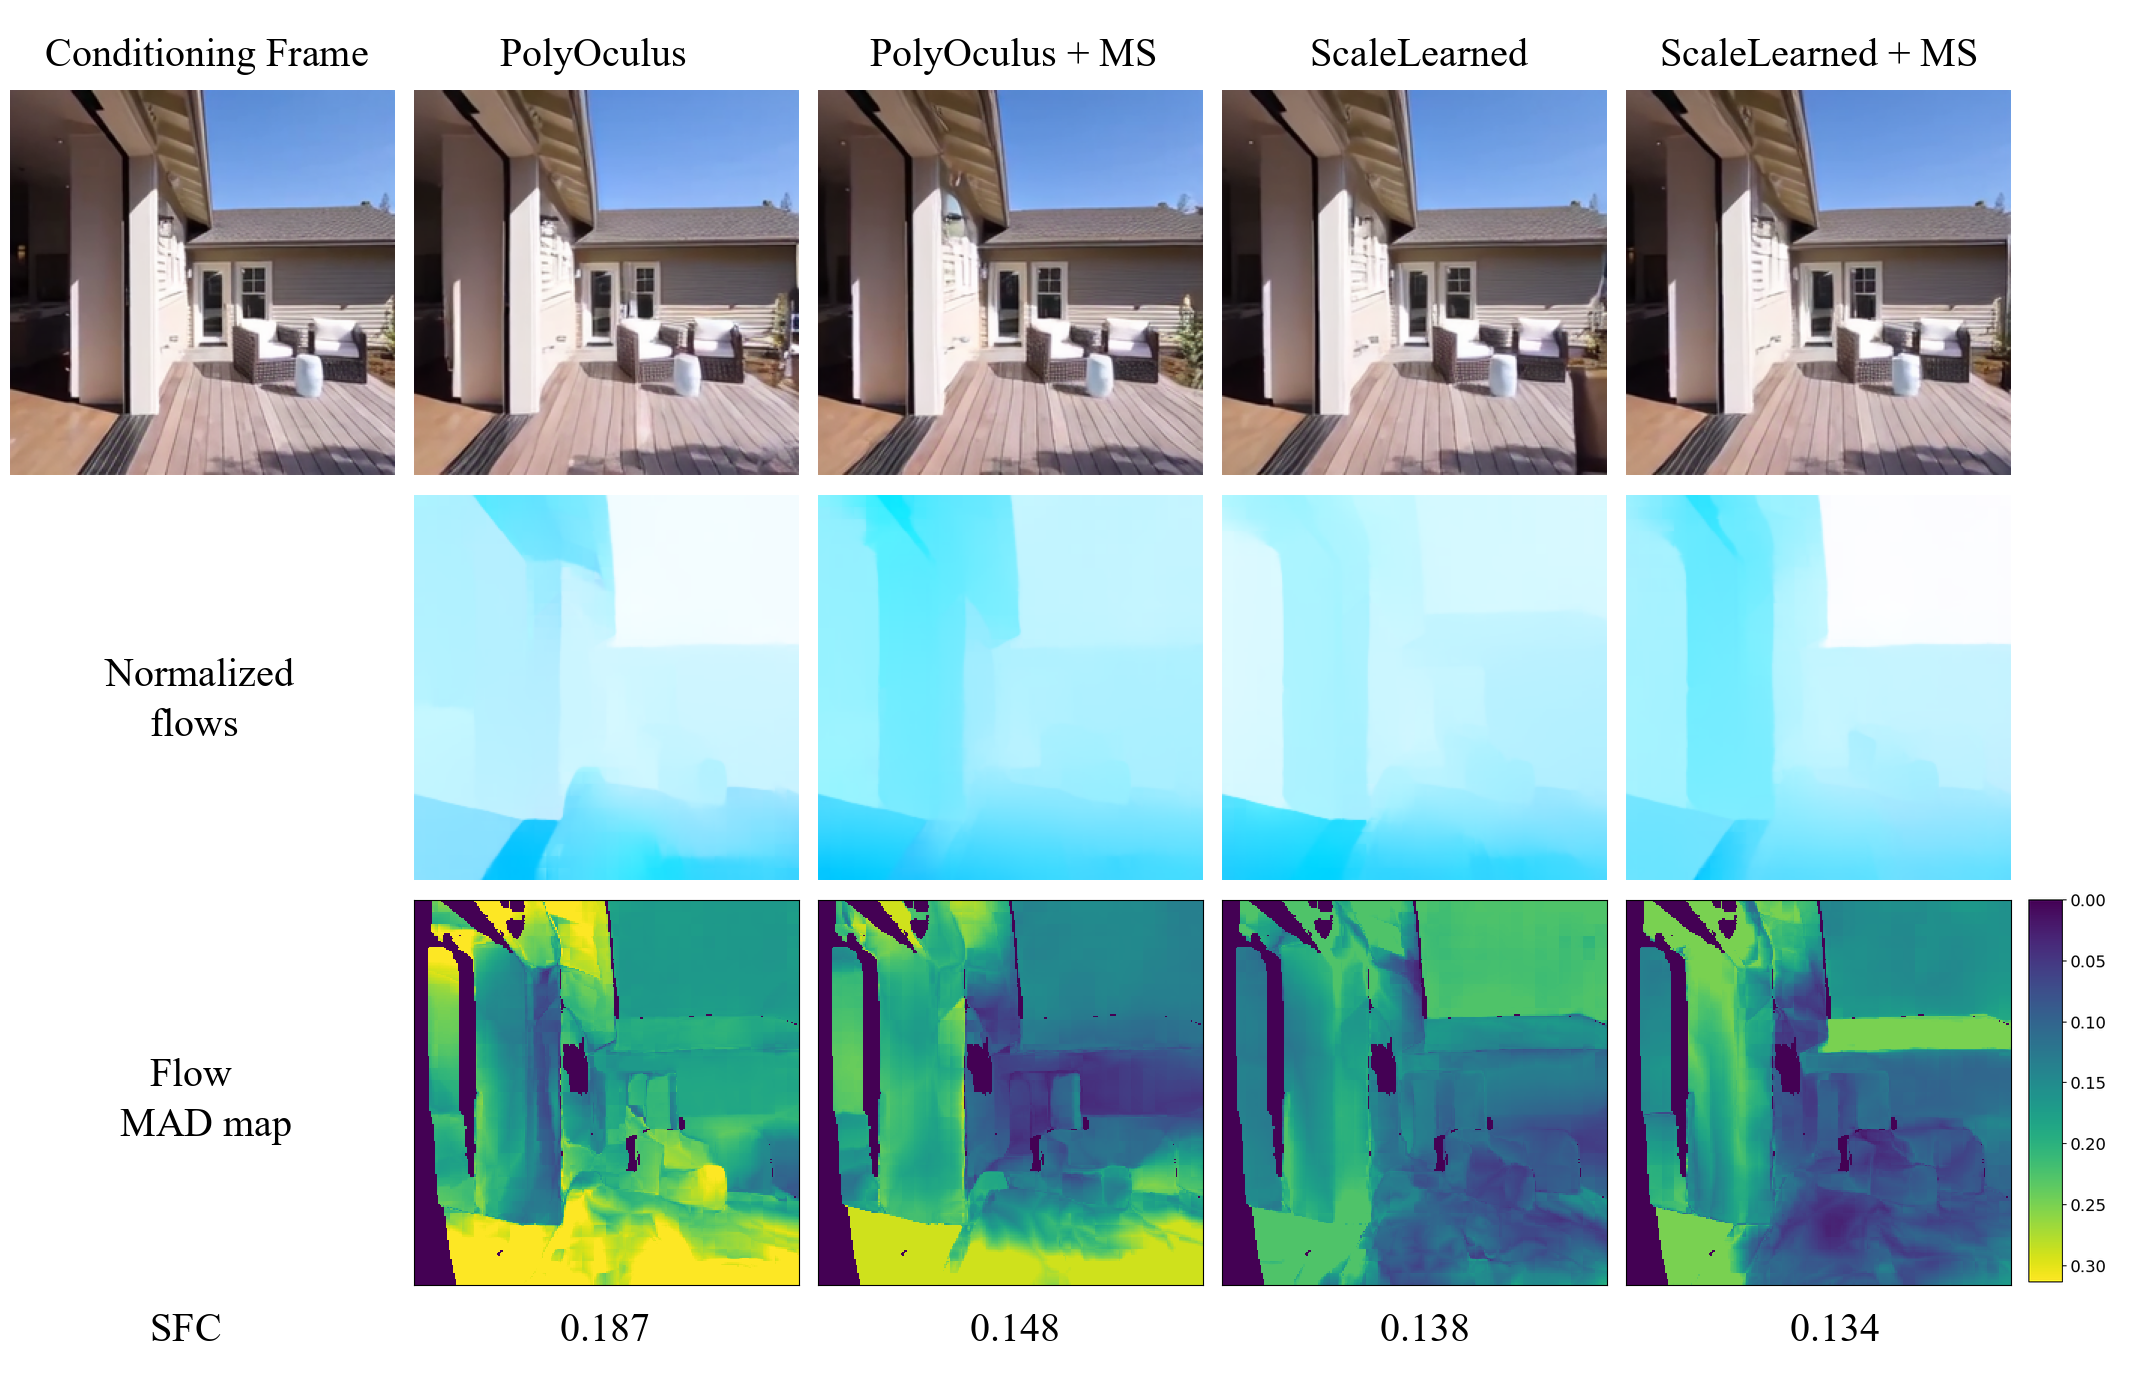 Conditioning Frame
PolyOculus
PolyOculus + MS
ScaleLearned
ScaleLearned + MS
Normalized
flows
Flow
MAD map
0.00
0.05
0.10
0.15
0.20
0.25
0.30
SFC
0.187
0.148
0.138
0.134